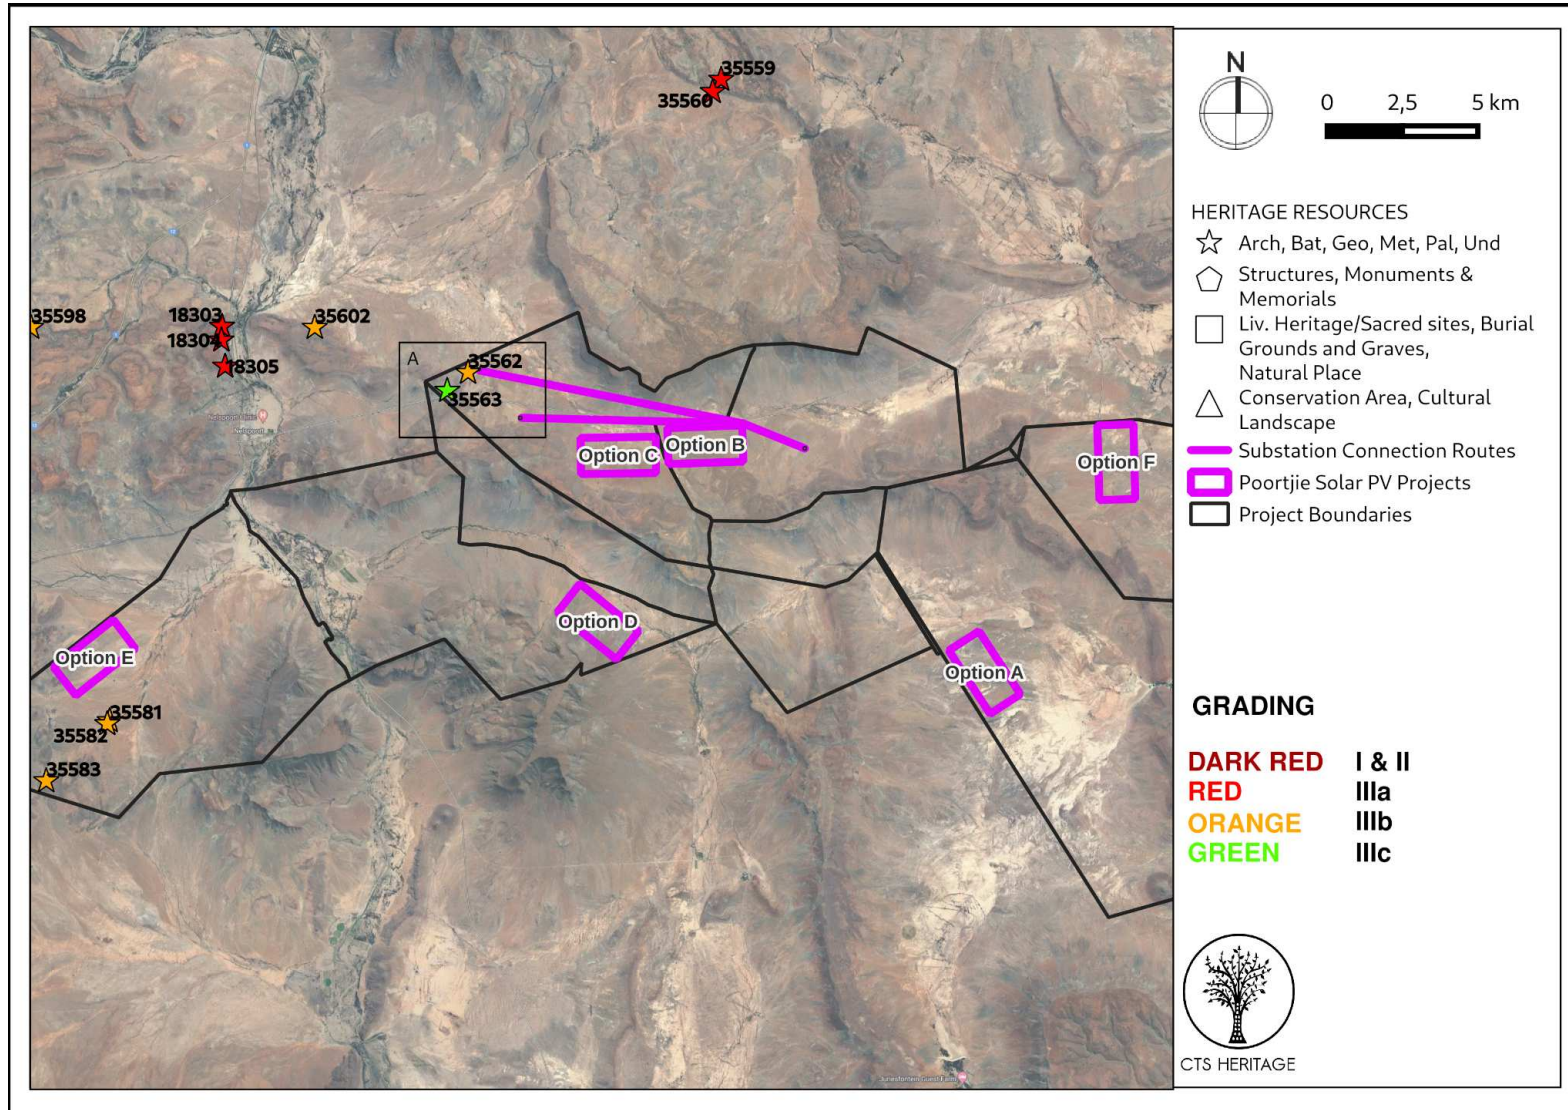 35559
35560
35598
18303
18304
18305
35602
A
35562
35563
Option C
Option B
Option F
Option D
Option E
Option A
35581
35582
35583
N
0 2,5 5 km
HERITAGE RESOURCES
Arch, Bat, Geo, Met, Pal, Und
Structures, Monuments &
Memorials
Liv. Heritage/Sacred sites, Burial
Grounds and Graves,
Natural Place
Conservation Area, Cultural
Landscape
Substation Connection Routes
Poortjie Solar PV Projects
Project Boundaries
GRADING
DARK RED I & II
RED IIIa
ORANGE IIIb
GREEN IIIc
CTS HERITAGE